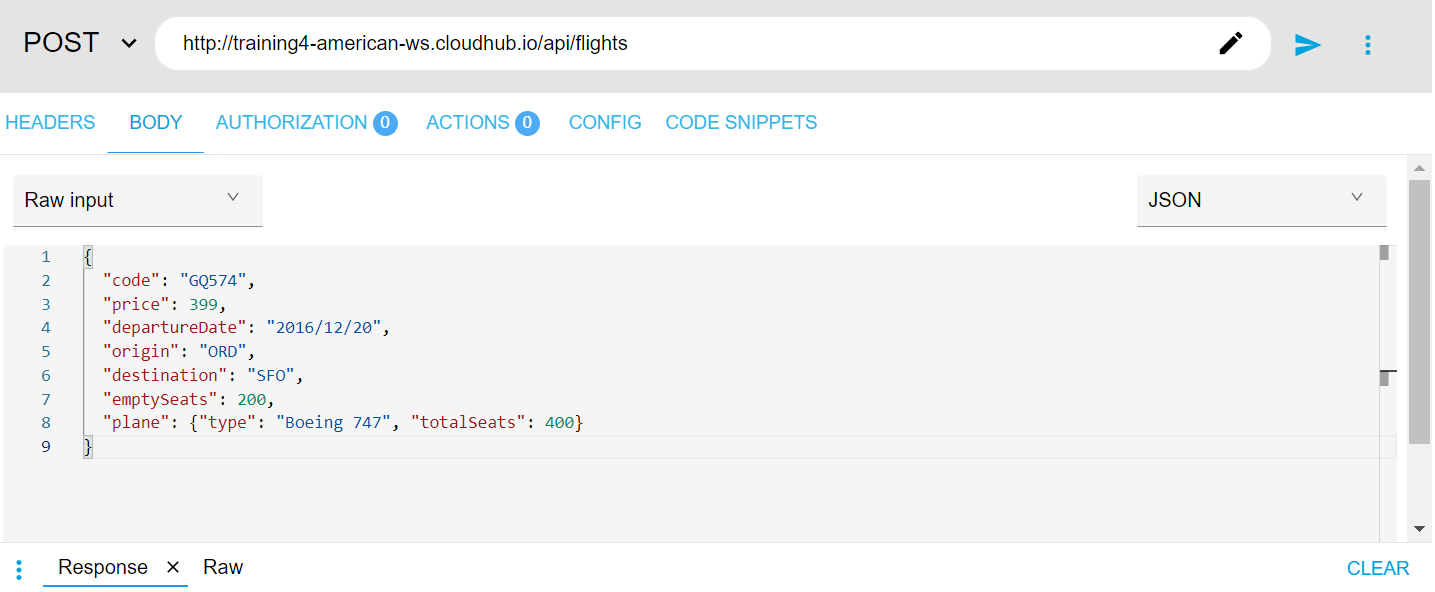 POST http://training4-american-ws.cloudhub.io/api/flights
HEADERS BODY AUTHORIZATION 0 ACTIONS 0 CONFIG CODE SNIPPETS
Raw input JSON
1 {
2 "code": "GQ574",
3 "price": 399,
4 "departureDate": "2016/12/20",
5 "origin": "ORD",
6 "destination": "SFO",
7 "emptySeats": 200,
8 "plane": {"type": "Boeing 747", "totalSeats": 400}
9 }
Response Raw CLEAR